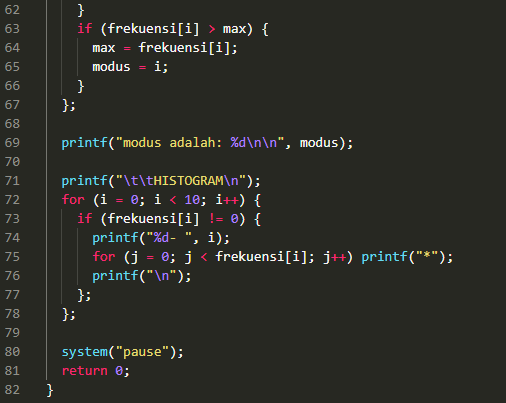 62 }
63 if (frekuensi[i] > max) {
64 max = frekuensi[i];
65 modus = i;
66 }
67 };
68
69 printf("modus adalah: %d\n\n", modus);
70
71 printf("\t\tHISTOGRAM\n");
72 for (i = 0; i < 10; i++) {
73 if (frekuensi[i] != 0) {
74 printf("%d- ", i);
75 for (j = 0; j < frekuensi[i]; j++) printf("*");
76 printf("\n");
77 };
78 };
79
80 system("pause");
81 return 0;
82 }